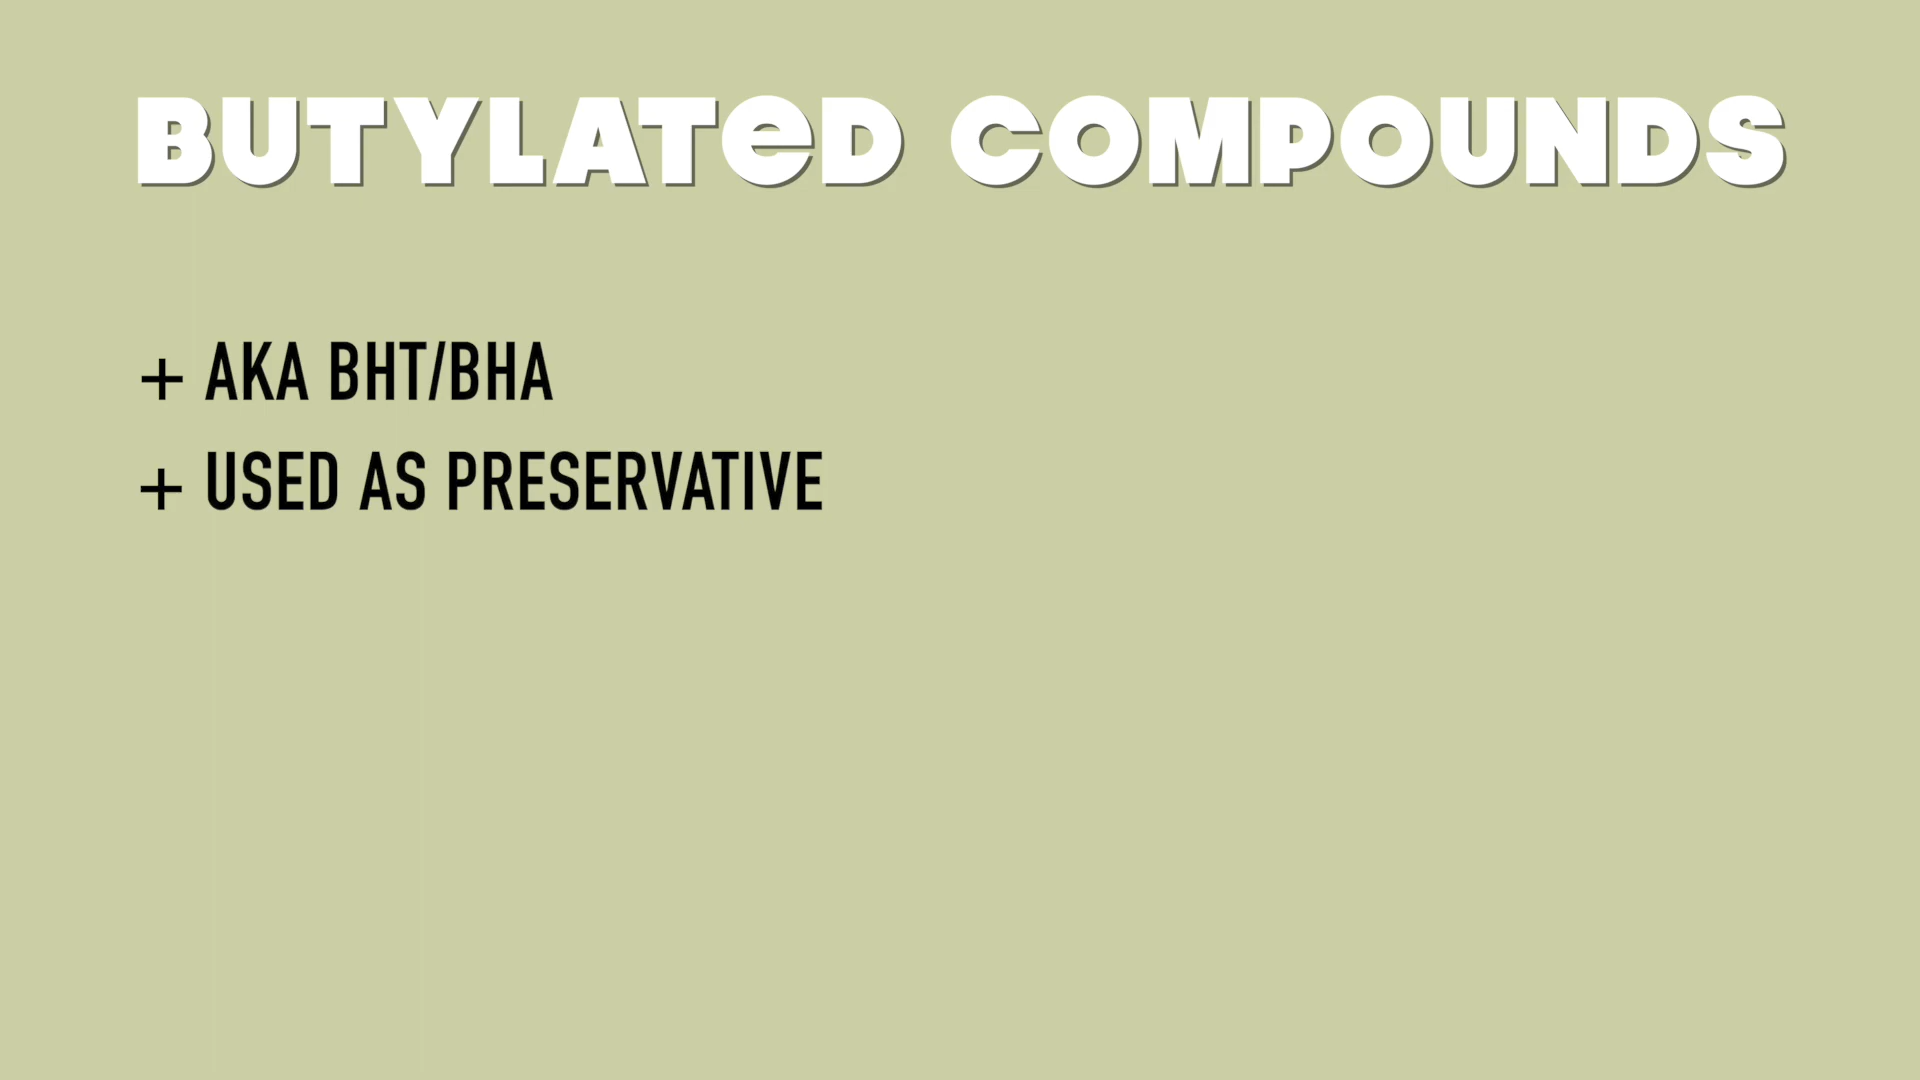 BUTYLATED COMPOUNDS
+ AKA BHT/BHA
+ USED AS PRESERVATIVE